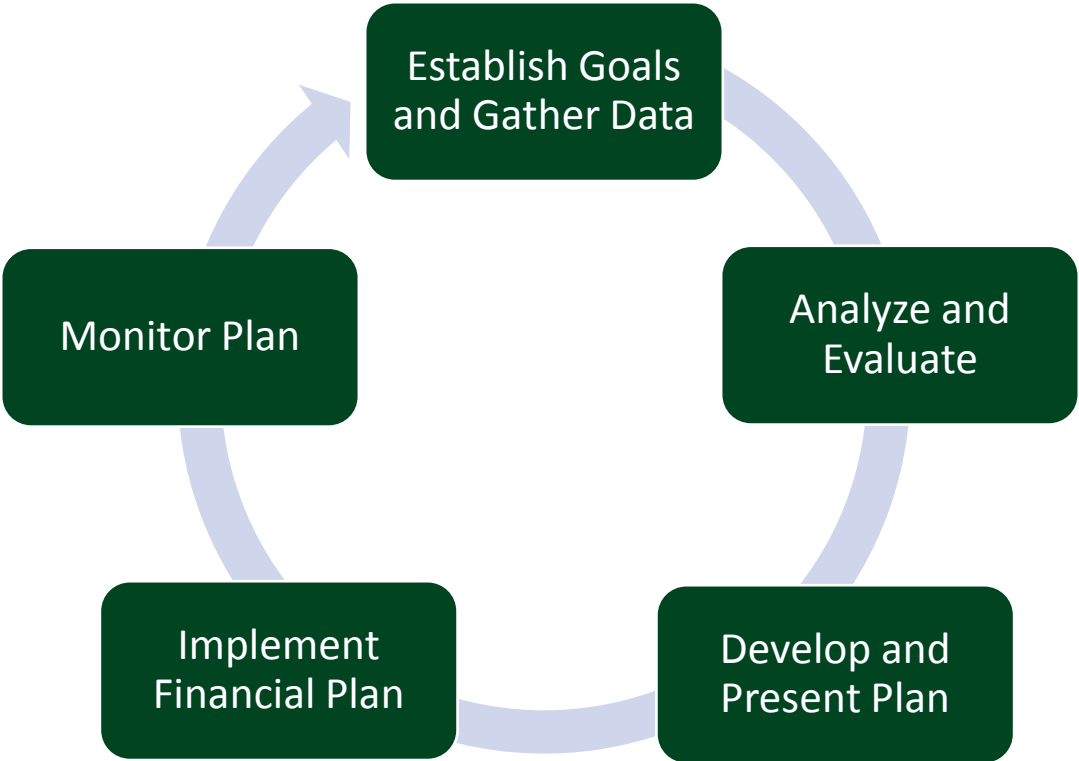 Establish Goals
and Gather Data
Analyze and
Evaluate
Develop and
Present Plan
Implement
Financial Plan
Monitor Plan